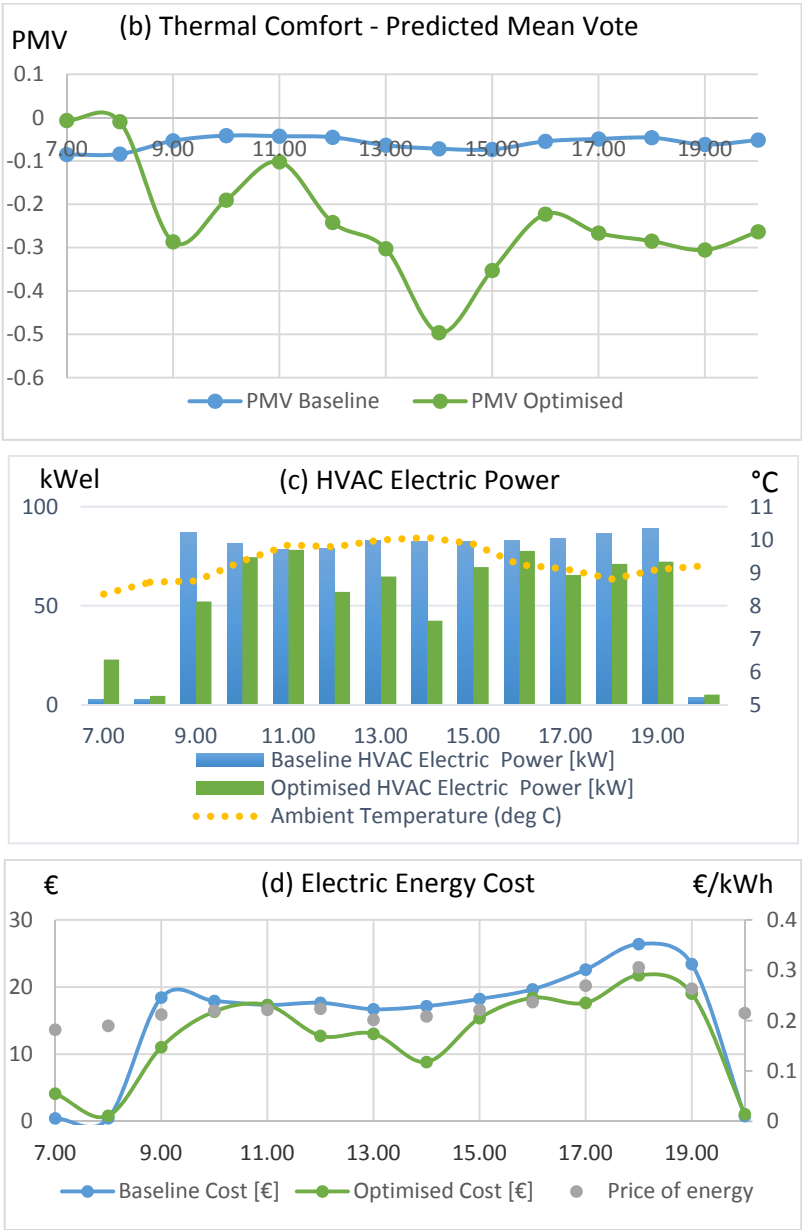 (b) Thermal Comfort - Predicted Mean Vote
PMV
0.1
0
7.00 9.00 11.00 13.00 15.00 17.00 19.00
-0.1
-0.2
-0.3
-0.4
-0.5
-0.6
PMV Baseline PMV Optimised
kWel (c) HVAC Electric Power °C
100 11
10
9
50 8
7
6
0 5
7.00 9.00 11.00 13.00 15.00 17.00 19.00
Baseline HVAC Electric Power [kW]
Optimised HVAC Electric Power [kW]
Ambient Temperature (deg C)
€ (d) Electric Energy Cost €/kWh
30 0.4
0.3
20
0.2
10
0.1
0 0
7.00 9.00 11.00 13.00 15.00 17.00 19.00
Baseline Cost [€] Optimised Cost [€] Price of energy